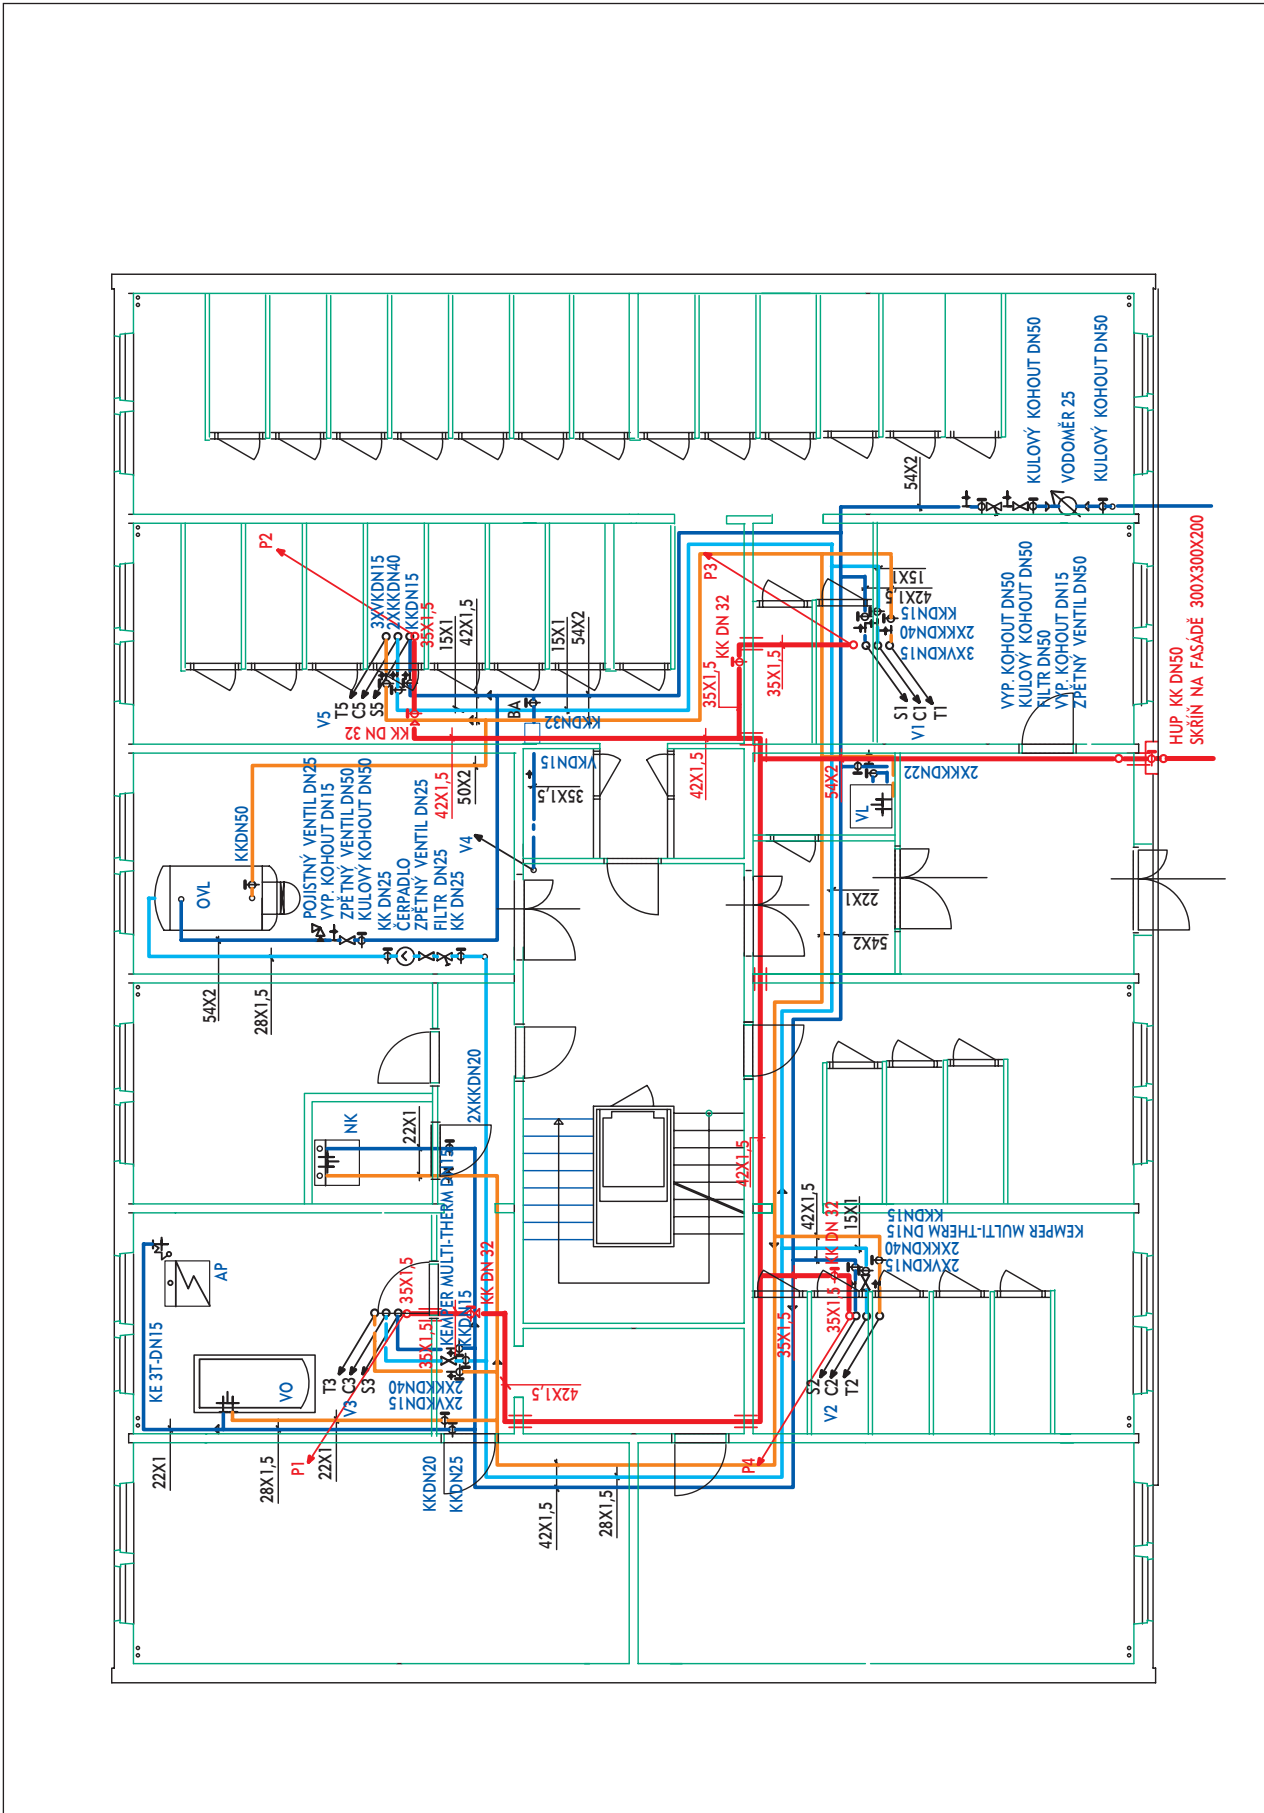 P2
3XVKDN15
2XKKDN40
KKDN15
35X1,5
T5
C5
S5
V5
KK DN 32
15X1
42X1,5
15X1
54X2
BA
KKDN32
VKDN15
35X1,5
42X1,5
50X2
V4
KKDN50
OVL
POJISTNÝ VENTIL DN25
VYP. KOHOUT DN15
ZPĚTNÝ VENTIL DN50
KULOVÝ KOHOUT DN50
KK DN25
ČERPADLO
ZPĚTNÝ VENTIL DN25
FILTR DN25
KK DN25
54X2
28X1,5
P3
KK DN 32
35X1,5
35X1,5
42X1,5
54X2
15X1
42X1,5
KKDN15
2XKKDN40
3XVKDN15
S1
C1
T1
V1
KULOVÝ KOHOUT DN50
VODOMĚR 25
KULOVÝ KOHOUT DN50
VYP. KOHOUT DN50
KULOVÝ KOHOUT DN50
FILTR DN50
VYP. KOHOUT DN15
ZPĚTNÝ VENTIL DN50
HUP KK DN50
SKŘÍŇ NA FASÁDĚ 300X300X200
54X2
2XKKDN22
VL
22X1
54X2
NK
22X1
2XKKDN20
KEMPER MULTI-THERM DN15
AP
KE 3T-DN15
VO
35X1,5
KK DN 32
35X1,5
KKDN15
2XKKDN40
2XVKDN15
T3
C3
S3
V3
P1
22X1
28X1,5
22X1
KKDN20
KKDN25
42X1,5
42X1,5
28X1,5
42X1,5
42X1,5
15X1
KK DN 32
35X1,5
35X1,5
KKDN15
KEMPER MULTI-THERM DN15
2XKKDN40
2XVKDN15
S2
C2
T2
V2
P4